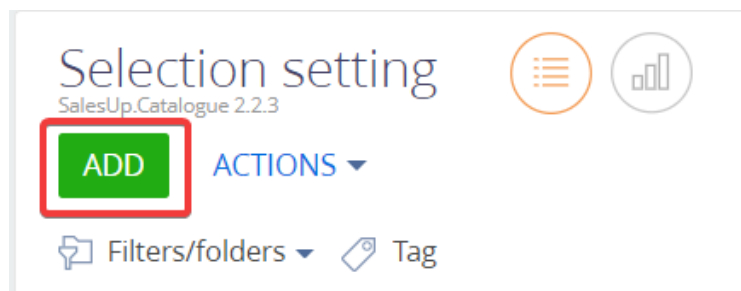 Selection setting
SalesUp.Catalogue 2.2.3
ADD ACTIONS
Filters/folders Tag